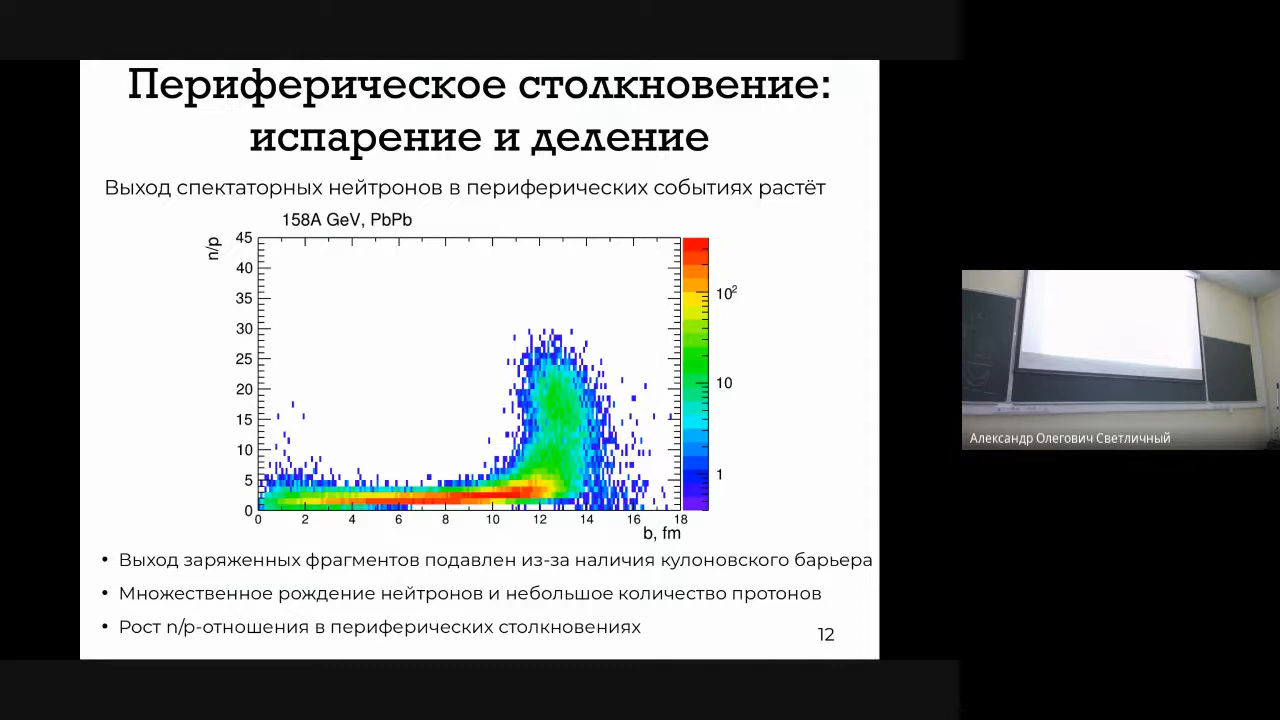 Периферическое столкновение:
испарение и деление
Выход спектаторных нейтронов в периферических событиях растёт
158A GeV, PbPb
n/p
45
40
35
30
25
20
15
10
5
0
0 2 4 6 8 10 12 14 16 18
b, fm
10²
10
1
• Выход заряженных фрагментов подавлен из-за наличия кулоновского барьера
• Множественное рождение нейтронов и небольшое количество протонов
• Рост n/p-отношения в периферических столкновениях
12
Александр Олегович Светличный